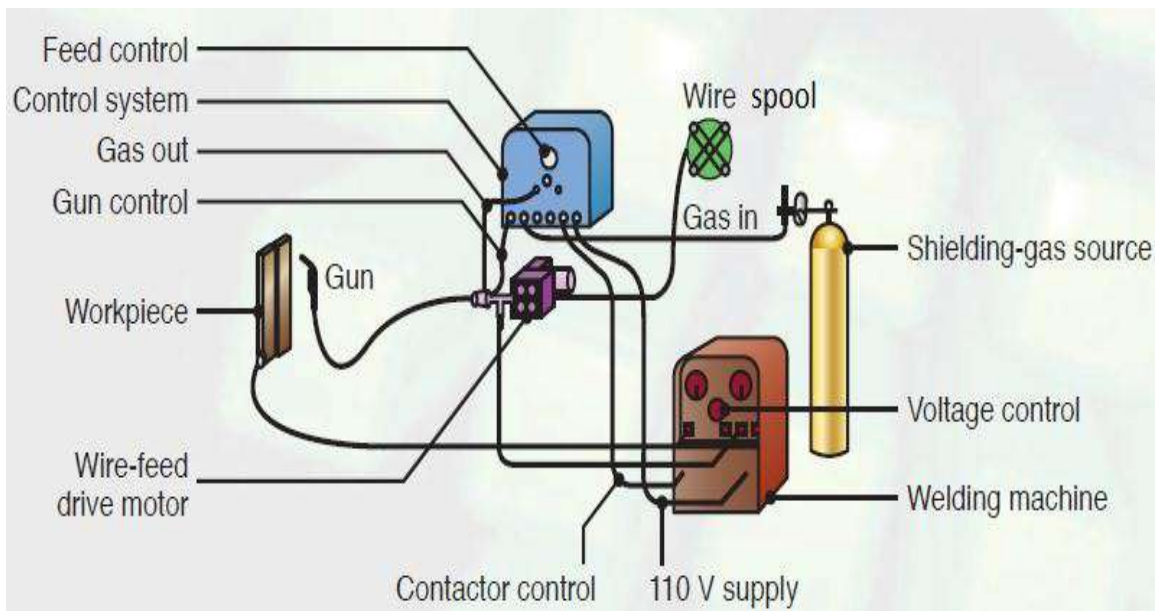 Feed control
Control system
Gas out
Gun control
Wire spool
Gas in
Gun
Shielding-gas source
Workpiece
Voltage control
Wire-feed
drive motor
Welding machine
Contactor control
110 V supply